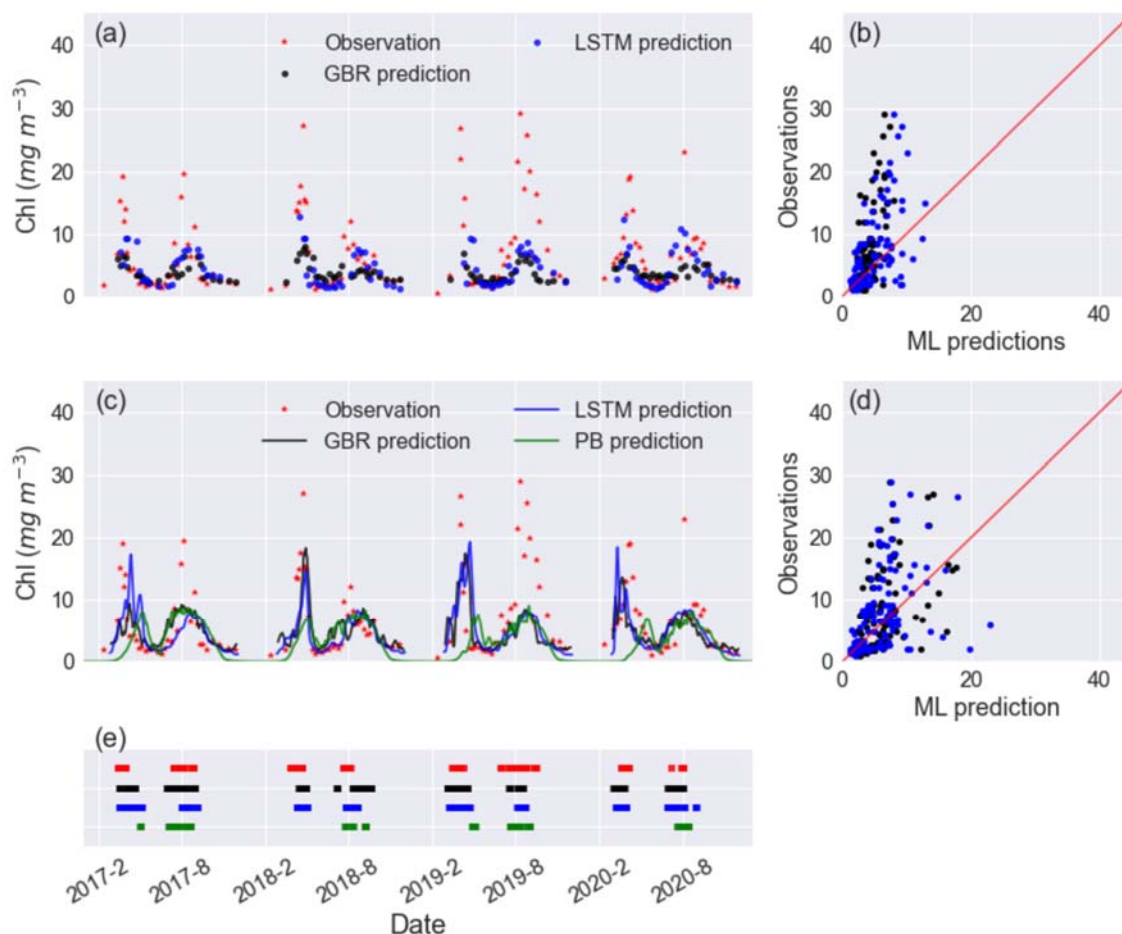 (a)
Observation
LSTM prediction
GBR prediction
Chl (mg m⁻³)
40
30
20
10
0
(b)
Observations
40
30
20
10
0
0 20 40
ML predictions
(c)
Observation
LSTM prediction
GBR prediction
PB prediction
Chl (mg m⁻³)
40
30
20
10
0
(d)
Observations
40
30
20
10
0
0 20 40
ML prediction
(e)
2017-2 2017-8 2018-2 2018-8 2019-2 2019-8 2020-2 2020-8
Date